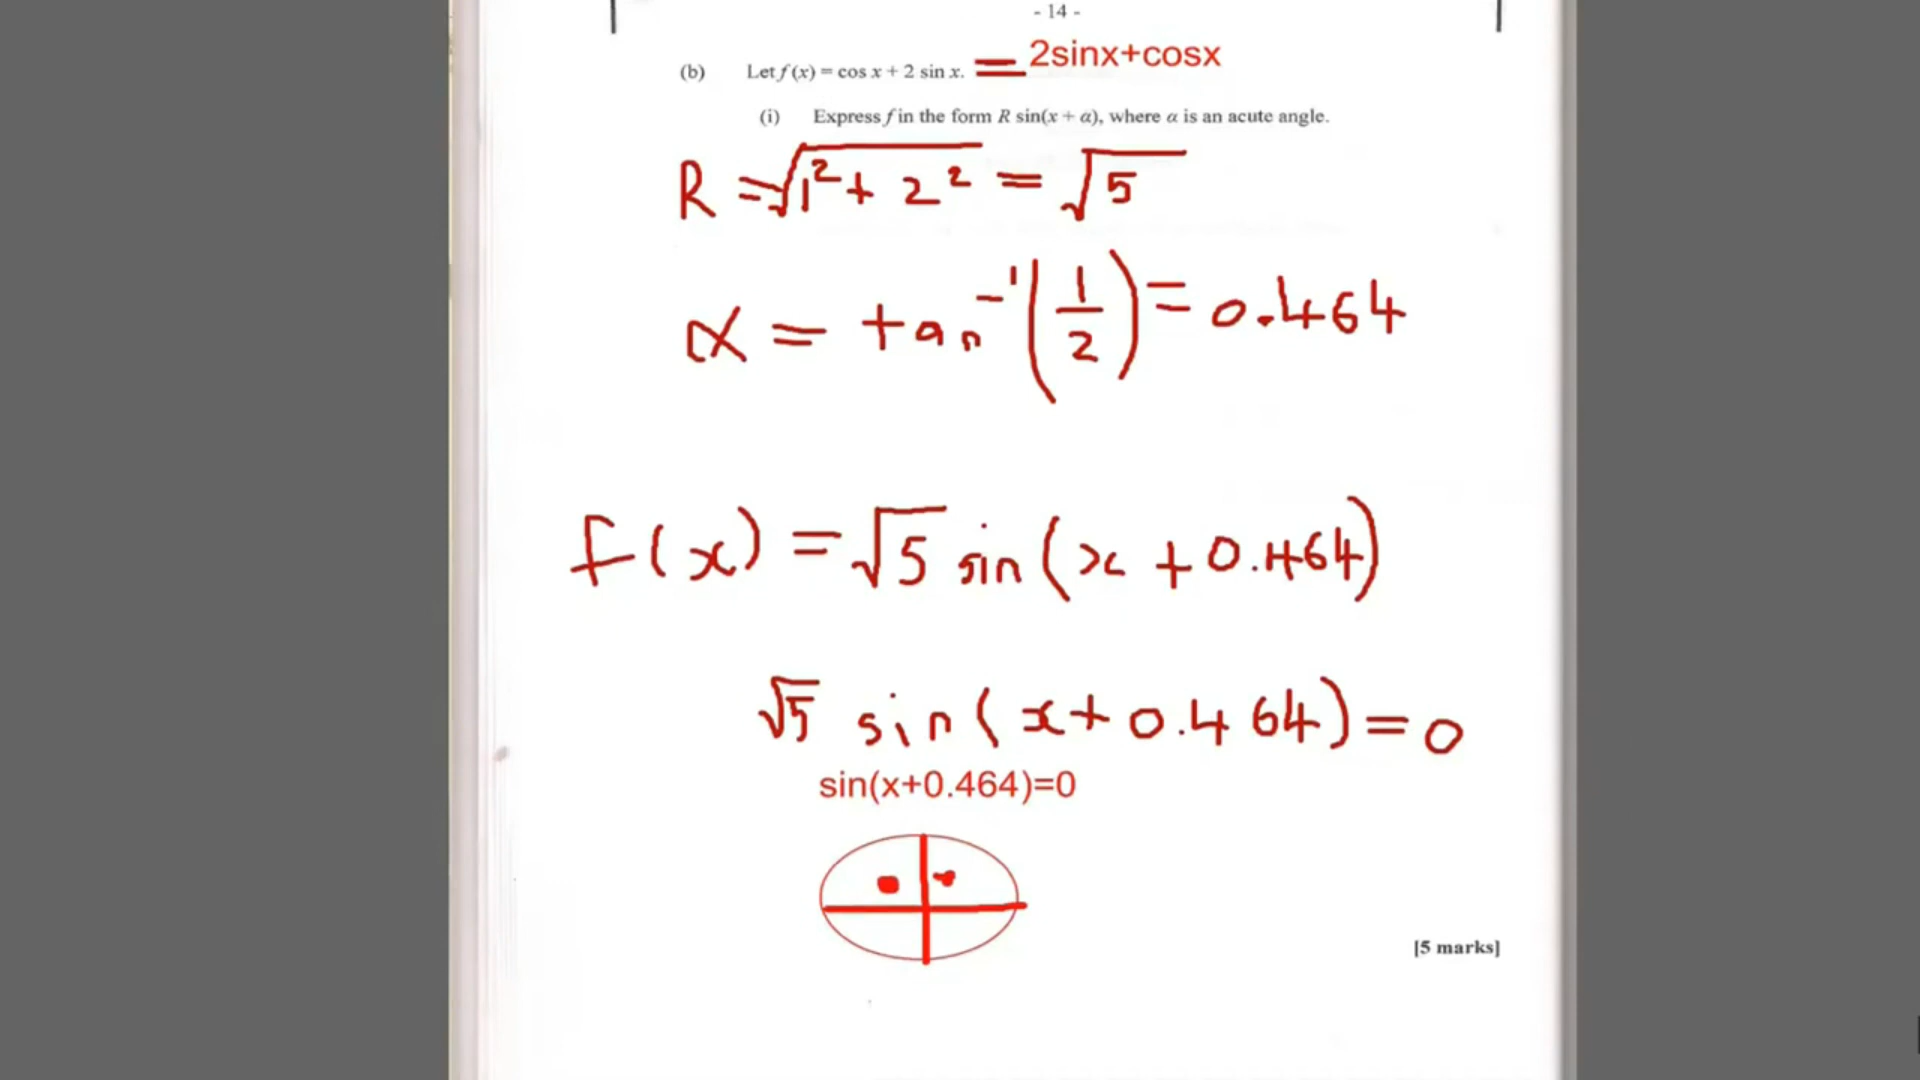 - 14 -
(b) Let f(x) = cos x + 2 sin x. = 2sinx+cosx
(i) Express f in the form R sin(x + α), where α is an acute angle.
R = √(1² + 2²) = √5
α = tan⁻¹(1/2) = 0.464
f(x) = √5 sin(x + 0.464)
√5 sin(x + 0.464) = 0
sin(x+0.464)=0
[5 marks]